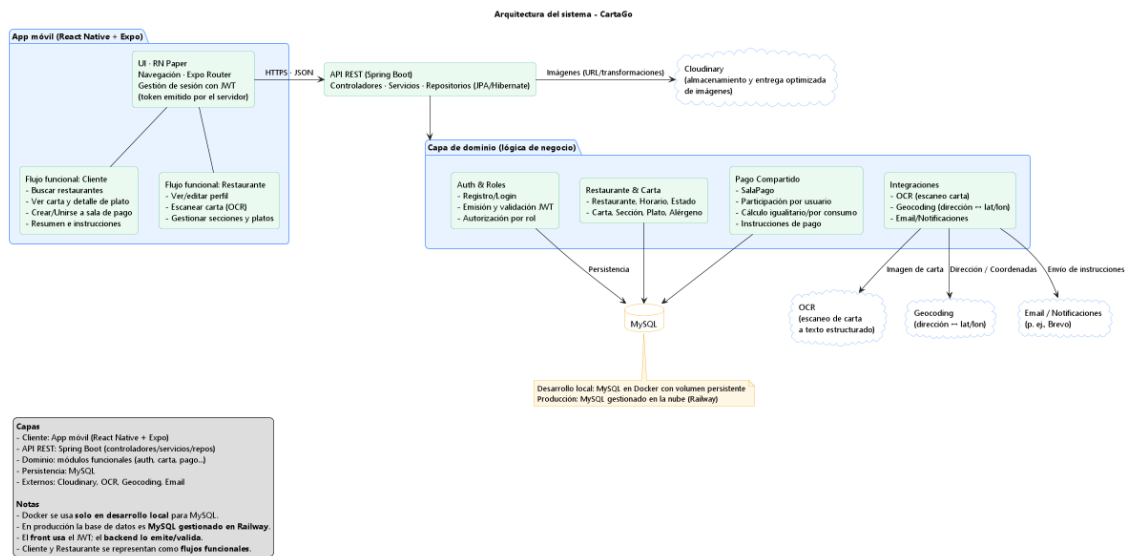 Arquitectura del sistema - CartaGo
App móvil (React Native + Expo)
UI · RN Paper
Navegación · Expo Router
Gestión de sesión con JWT
(token emitido por el servidor)
HTTPS · JSON
API REST (Spring Boot)
Controladores · Servicios · Repositorios (JPA/Hibernate)
Imágenes (URL/transformaciones)
Cloudinary
(almacenamiento y entrega optimizada
de imágenes)
Flujo funcional: Cliente
- Buscar restaurantes
- Ver carta y detalle de plato
- Crear/Unirse a sala de pago
- Resumen e instrucciones
Flujo funcional: Restaurante
- Ver/editar perfil
- Escanear carta (OCR)
- Gestionar secciones y platos
Capa de dominio (lógica de negocio)
Auth & Roles
- Registro/Login
- Emisión y validación JWT
- Autorización por rol
Restaurante & Carta
- Restaurante, Horario, Estado
- Carta, Sección, Plato, Alérgeno
Pago Compartido
- SalaPago
- Participación por usuario
- Cálculo igualitario/por consumo
- Instrucciones de pago
Integraciones
- OCR (escaneo carta)
- Geocoding (dirección ↔ lat/lon)
- Email/Notificaciones
Persistencia
Imagen de carta
Dirección / Coordenadas
Envío de instrucciones
MySQL
OCR
(escaneo de carta
a texto estructurado)
Geocoding
(dirección ↔ lat/lon)
Email / Notificaciones
(p. ej., Brevo)
Desarrollo local: MySQL en Docker con volumen persistente
Producción: MySQL gestionado en la nube (Railway)
Capas
- Cliente: App móvil (React Native + Expo)
- API REST: Spring Boot (controladores/servicios/repos)
- Dominio: módulos funcionales (auth, carta, pago...)
- Persistencia: MySQL
- Externos: Cloudinary, OCR, Geocoding, Email
Notas
- Docker se usa solo en desarrollo local para MySQL.
- En producción la base de datos es MySQL gestionado en Railway.
- El front usa el JWT; el backend lo emite/valida.
- Cliente y Restaurante se representan como flujos funcionales.